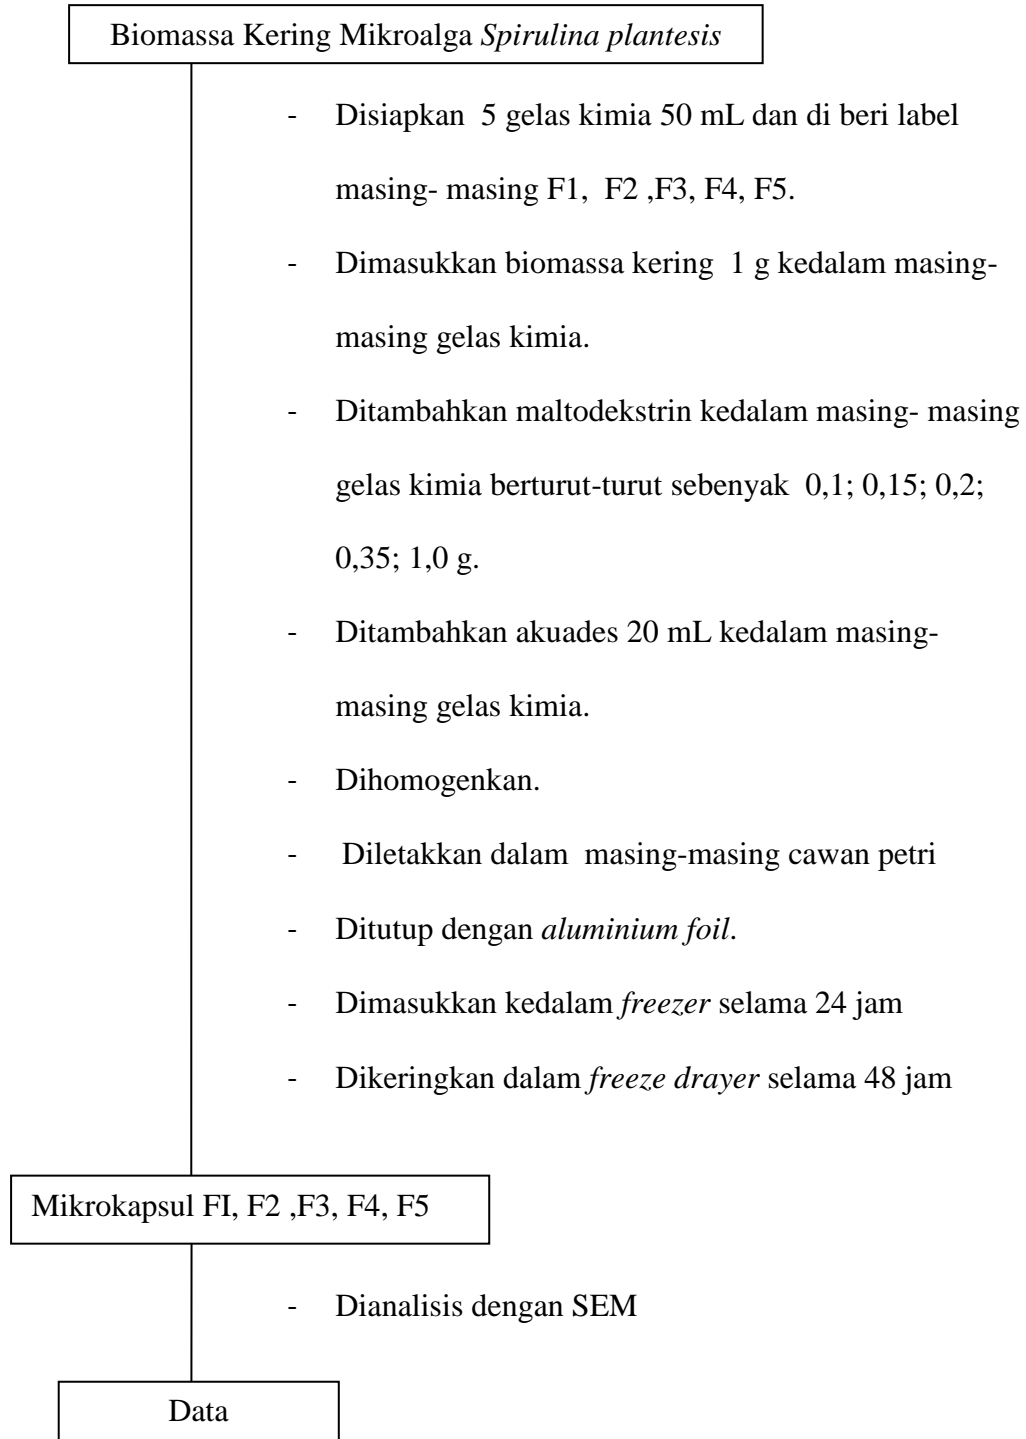 Biomassa Kering Mikroalga Spirulina plantesis
- Disiapkan 5 gelas kimia 50 mL dan di beri label
masing- masing F1, F2 ,F3, F4, F5.
- Dimasukkan biomassa kering 1 g kedalam masing-
masing gelas kimia.
- Ditambahkan maltodekstrin kedalam masing- masing
gelas kimia berturut-turut sebenyak 0,1; 0,15; 0,2;
0,35; 1,0 g.
- Ditambahkan akuades 20 mL kedalam masing-
masing gelas kimia.
- Dihomogenkan.
- Diletakkan dalam masing-masing cawan petri
- Ditutup dengan aluminium foil.
- Dimasukkan kedalam freezer selama 24 jam
- Dikeringkan dalam freeze drayer selama 48 jam
Mikrokapsul FI, F2 ,F3, F4, F5
- Dianalisis dengan SEM
Data